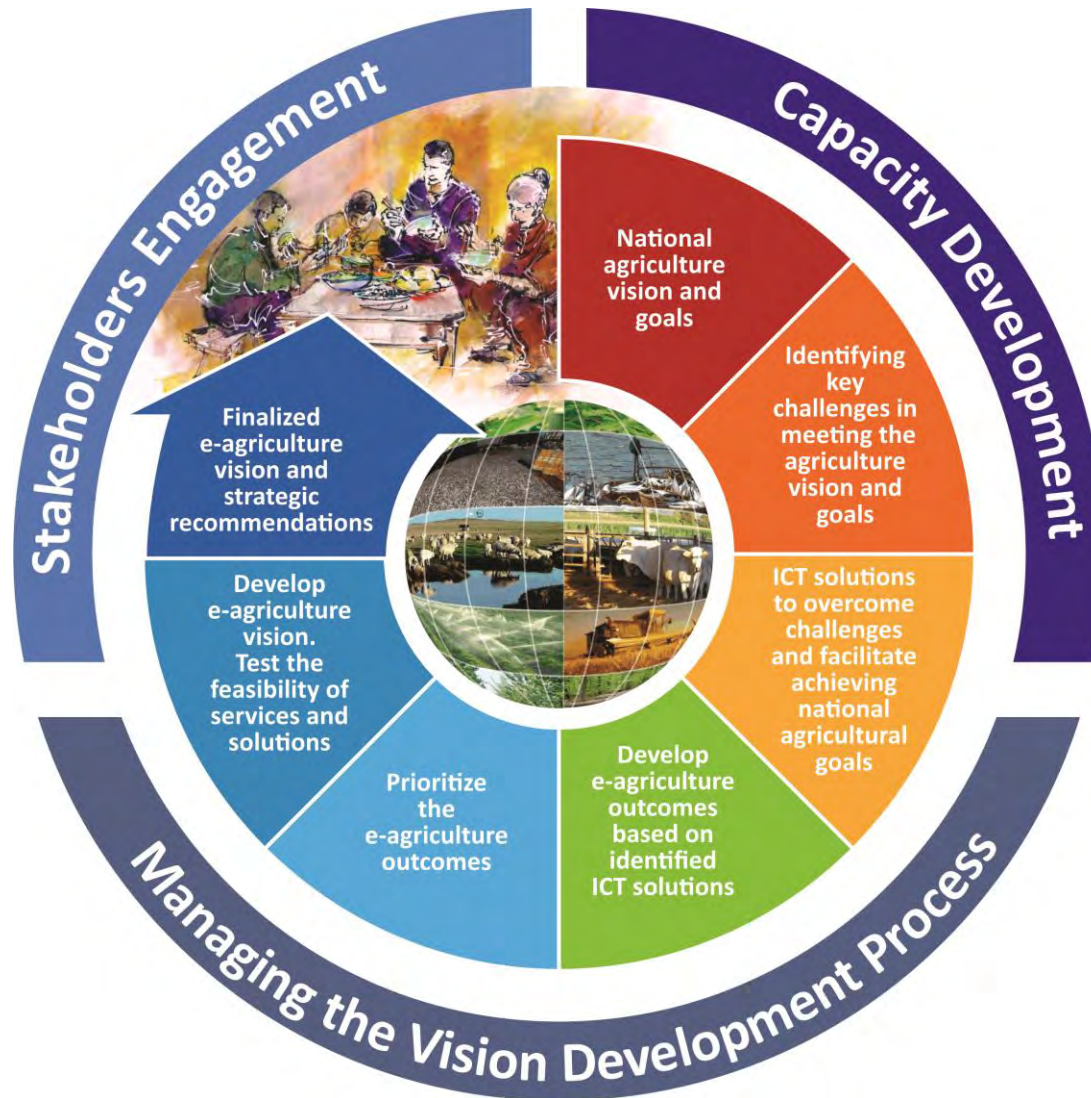 Stakeholders Engagement
Capacity Development
National
agriculture
vision and
goals
Identifying
key
challenges in
meeting the
agriculture
vision and
goals
ICT solutions
to overcome
challenges
and facilitate
achieving
national
agricultural
goals
Develop
e-agriculture
outcomes
based on
identified
ICT solutions
Prioritize
the
e-agriculture
outcomes
Develop
e-agriculture
vision.
Test the
feasibility of
services and
solutions
Finalized
e-agriculture
vision and
strategic
recommendations
Managing the Vision Development Process